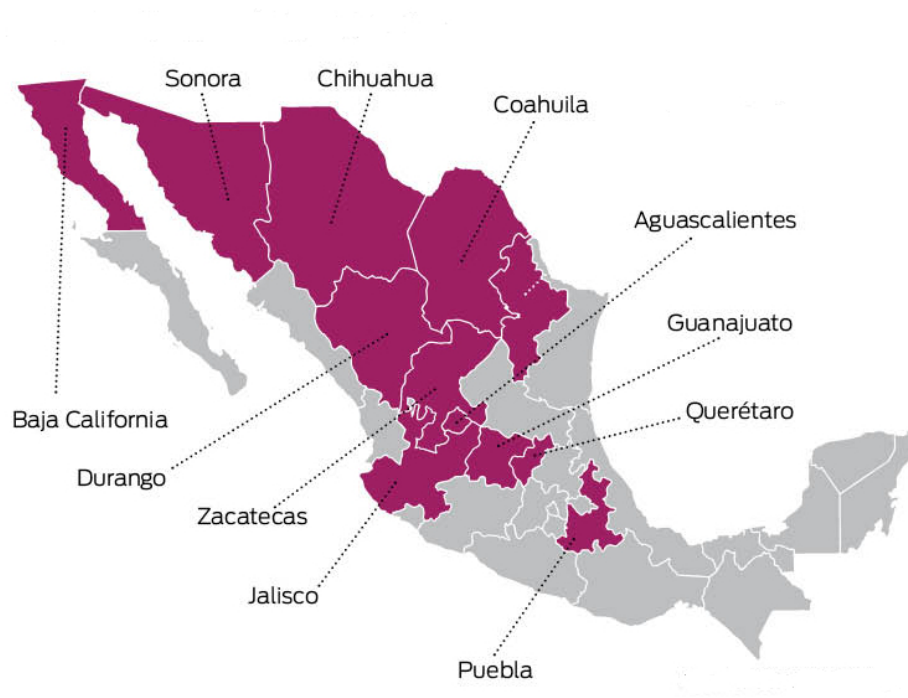 Sonora
Chihuahua
Coahuila
Aguascalientes
Guanajuato
Querétaro
Baja California
Durango
Zacatecas
Jalisco
Puebla